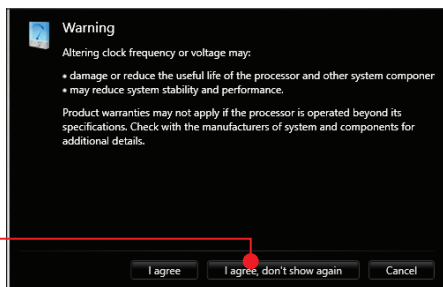 Warning
Altering clock frequency or voltage may:
• damage or reduce the useful life of the processor and other system componer
• may reduce system stability and performance.
Product warranties may not apply if the processor is operated beyond its
specifications. Check with the manufacturers of system and components for
additional details.
I agree
I agree, don't show again
Cancel